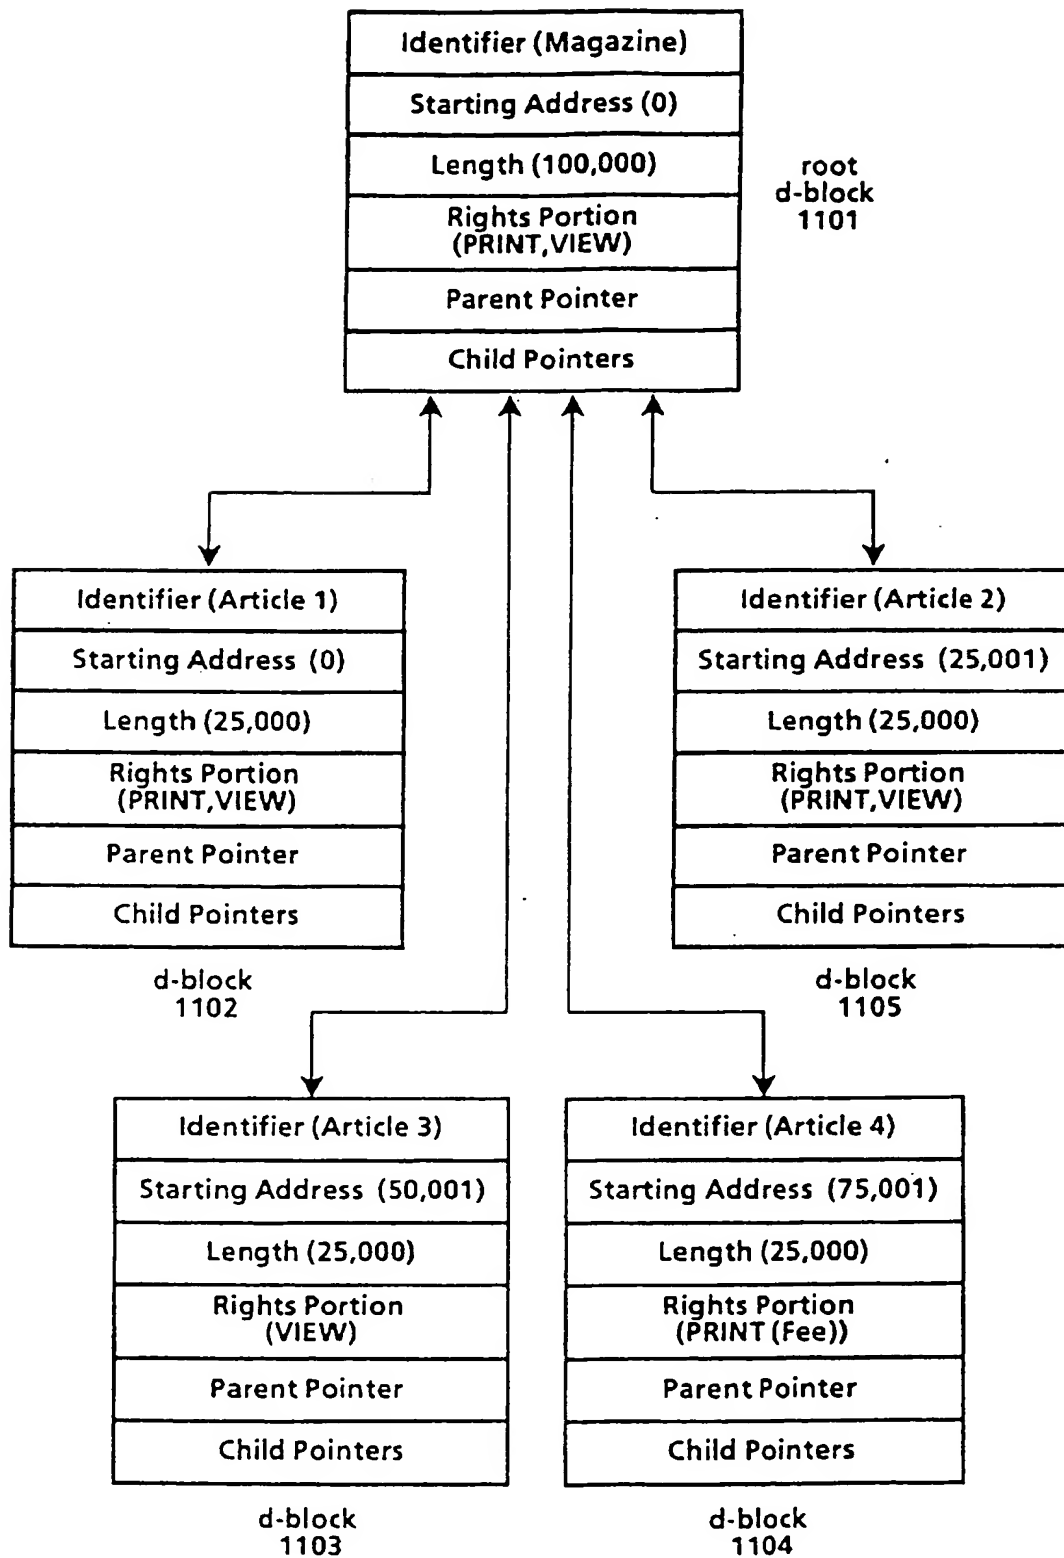 Identifier (Magazine)
Starting Address (0)
Length (100,000)
Rights Portion
(PRINT,VIEW)
Parent Pointer
Child Pointers
root
d-block
1101
Identifier (Article 1)
Starting Address (0)
Length (25,000)
Rights Portion
(PRINT,VIEW)
Parent Pointer
Child Pointers
d-block
1102
Identifier (Article 2)
Starting Address (25,001)
Length (25,000)
Rights Portion
(PRINT,VIEW)
Parent Pointer
Child Pointers
d-block
1105
Identifier (Article 3)
Starting Address (50,001)
Length (25,000)
Rights Portion
(VIEW)
Parent Pointer
Child Pointers
d-block
1103
Identifier (Article 4)
Starting Address (75,001)
Length (25,000)
Rights Portion
(PRINT (Fee))
Parent Pointer
Child Pointers
d-block
1104